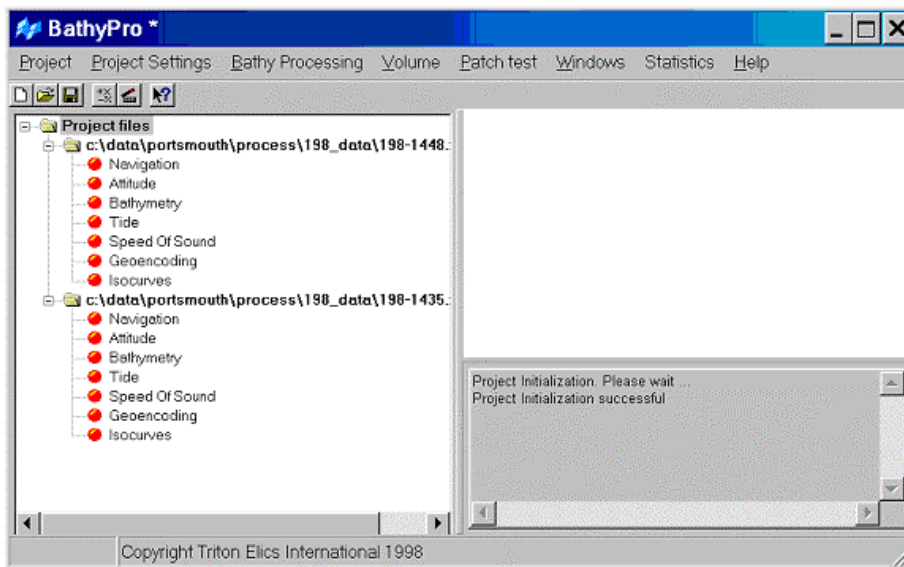 BathyPro *
Project Project Settings Bathy Processing Volume Patch test Windows Statistics Help
Project files
c:\data\portsmouth\process\198_data\198-1448.
Navigation
Attitude
Bathymetry
Tide
Speed Of Sound
Geoencoding
Isocurves
c:\data\portsmouth\process\198_data\198-1435.
Navigation
Attitude
Bathymetry
Tide
Speed Of Sound
Geoencoding
Isocurves
Project Initialization. Please wait ...
Project Initialization successful
Copyright Triton Elics International 1998